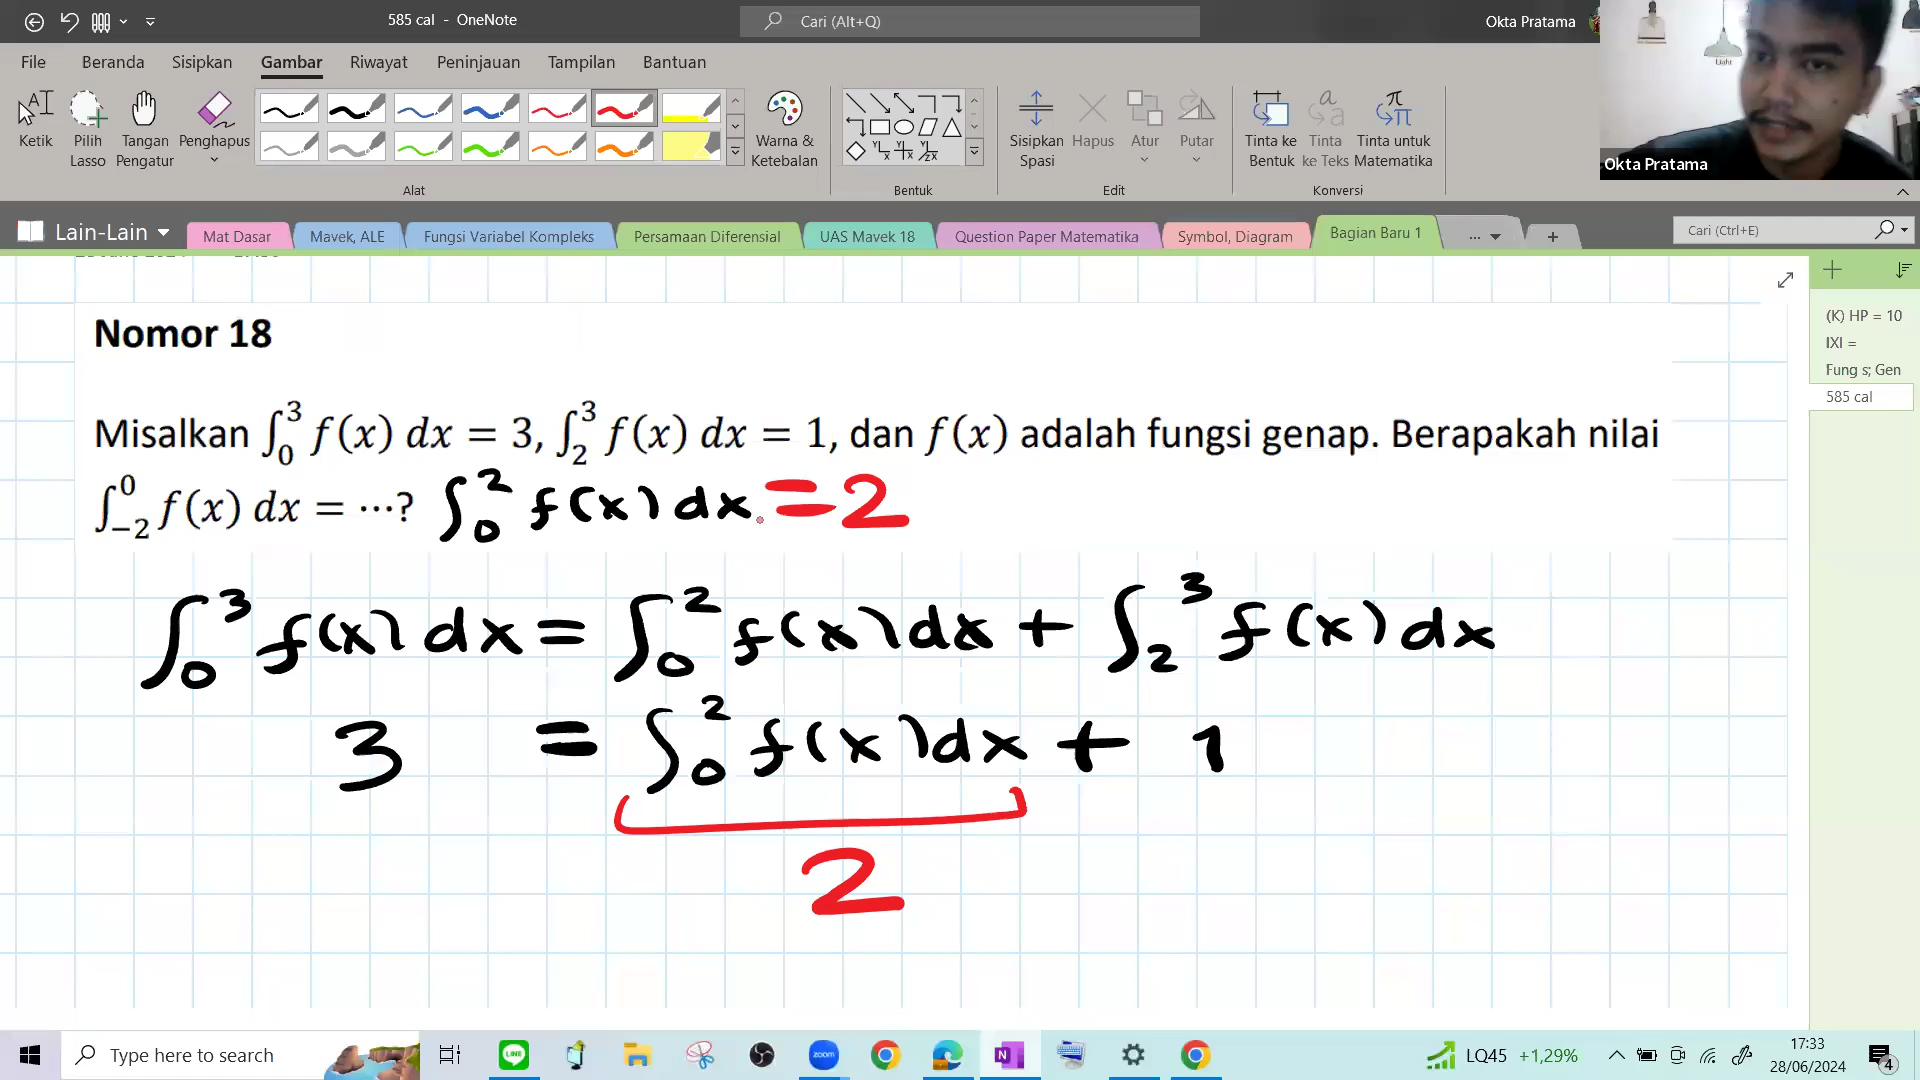 585 cal - OneNote
Cari (Alt+Q)
Okta Pratama
File Beranda Sisipkan Gambar Riwayat Peninjauan Tampilan Bantuan
Ketik
Pilih Lasso
Tangan Pengatur
Penghapus
Warna & Ketebalan
Sisipkan Spasi
Hapus
Atur
Putar
Tinta ke Bentuk
Tinta ke Teks
Tinta untuk Matematika
Alat
Bentuk
Edit
Konversi
Light
Okta Pratama
Lain-Lain
Mat Dasar
Mavek, ALE
Fungsi Variabel Kompleks
Persamaan Diferensial
UAS Mavek 18
Question Paper Matematika
Symbol, Diagram
Bagian Baru 1
...
Cari (Ctrl+E)
(K) HP = 10
IXI =
Fung s; Gen
585 cal
Nomor 18
Misalkan ∫₀³ f(x) dx = 3, ∫₂³ f(x) dx = 1, dan f(x) adalah fungsi genap. Berapakah nilai
∫₋₂⁰ f(x) dx = ⋯? ∫₀² f(x) dx = 2
∫₀³ f(x) dx = ∫₀² f(x) dx + ∫₂³ f(x) dx
3 = ∫₀² f(x) dx + 1
2
Type here to search
LINE
zoom
LQ45 +1,29%
17:33
28/06/2024
4